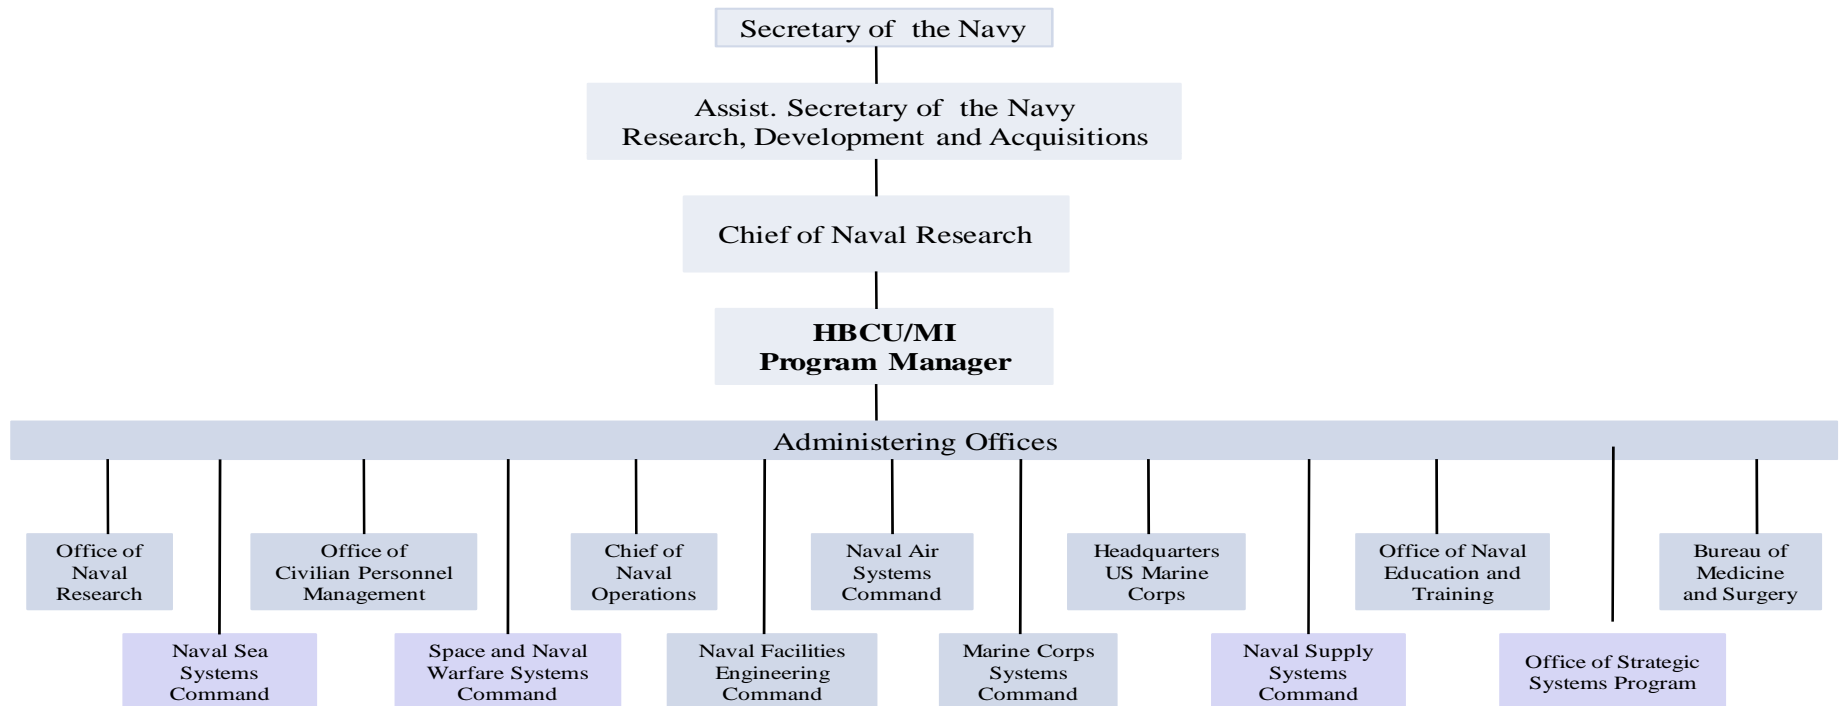 Secretary of the Navy
Assist. Secretary of the Navy
Research, Development and Acquisitions
Chief of Naval Research
HBCU/MI
Program Manager
Administering Offices
Office of
Naval
Research
Office of
Civilian Personnel
Management
Chief of
Naval
Operations
Naval Air
Systems
Command
Headquarters
US Marine
Corps
Office of Naval
Education and
Training
Bureau of
Medicine
and Surgery
Naval Sea
Systems
Command
Space and Naval
Warfare Systems
Command
Naval Facilities
Engineering
Command
Marine Corps
Systems
Command
Naval Supply
Systems
Command
Office of Strategic
Systems Program